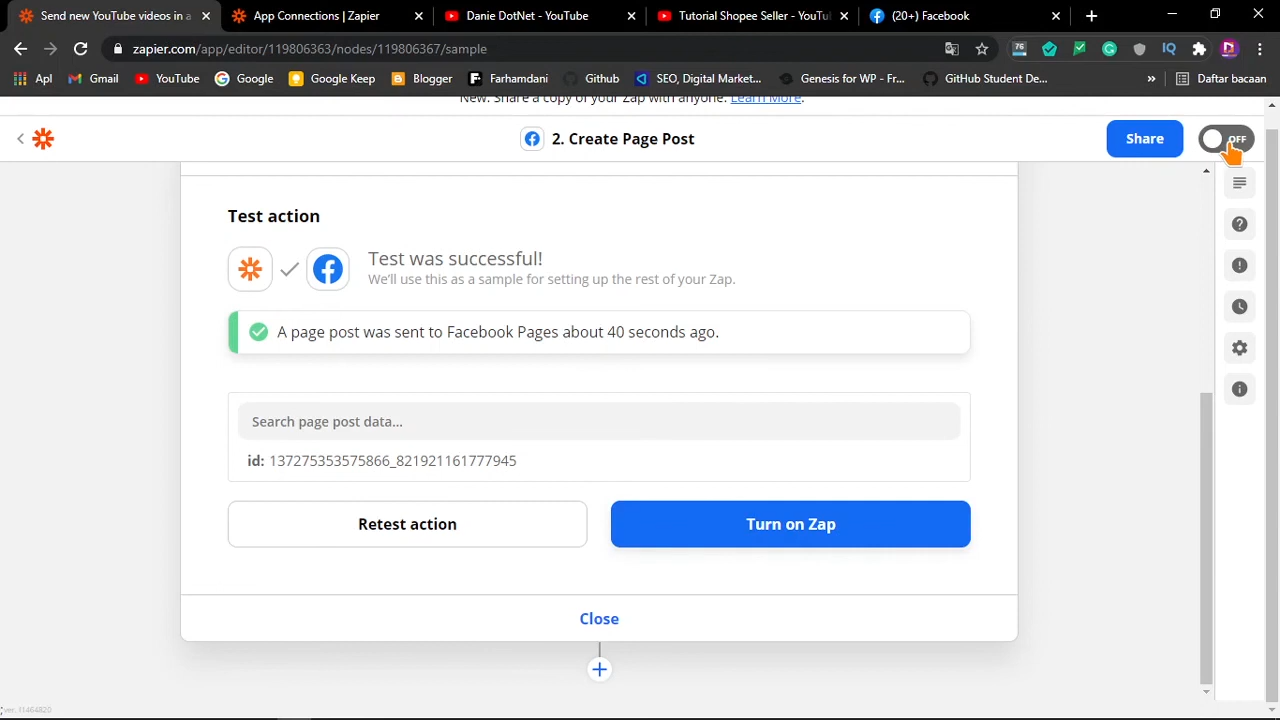 Send new YouTube videos in a
App Connections | Zapier
Danie DotNet - YouTube
Tutorial Shopee Seller - YouTu
(20+) Facebook
zapier.com/app/editor/119806363/nodes/119806367/sample
76
IQ
Apl
Gmail
YouTube
Google
Google Keep
Blogger
Farhamdani
Github
SEO, Digital Market...
Genester WP - Fr...
GitHub Student De...
»
Daftar bacaan
New: Share a copy of your Zap with anyone. Learn More.
2. Create Page Post
Share
OFF
Test action
Test was successful!
We'll use this as a sample for setting up the rest of your Zap.
A page post was sent to Facebook Pages about 40 seconds ago.
Search page post data...
id: 137275353575866_821921161777945
Retest action
Turn on Zap
Close
ver. f1464820